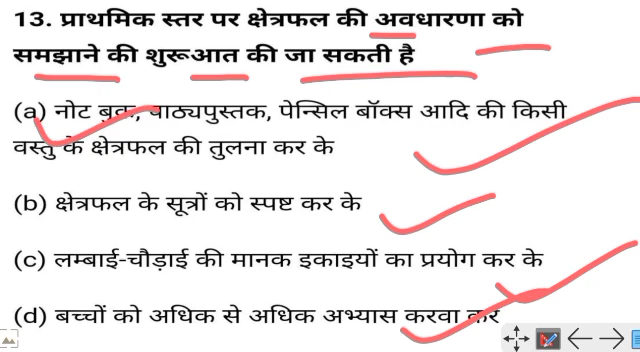 13. प्राथमिक स्तर पर क्षेत्रफल की अवधारणा को
समझाने की शुरूआत की जा सकती है
(a) नोट बुक, पाठ्यपुस्तक, पेन्सिल बॉक्स आदि की किसी
वस्तु के क्षेत्रफल की तुलना कर के
(b) क्षेत्रफल के सूत्रों को स्पष्ट कर के
(c) लम्बाई-चौड़ाई की मानक इकाइयों का प्रयोग कर के
(d) बच्चों को अधिक से अधिक अभ्यास करवा कर